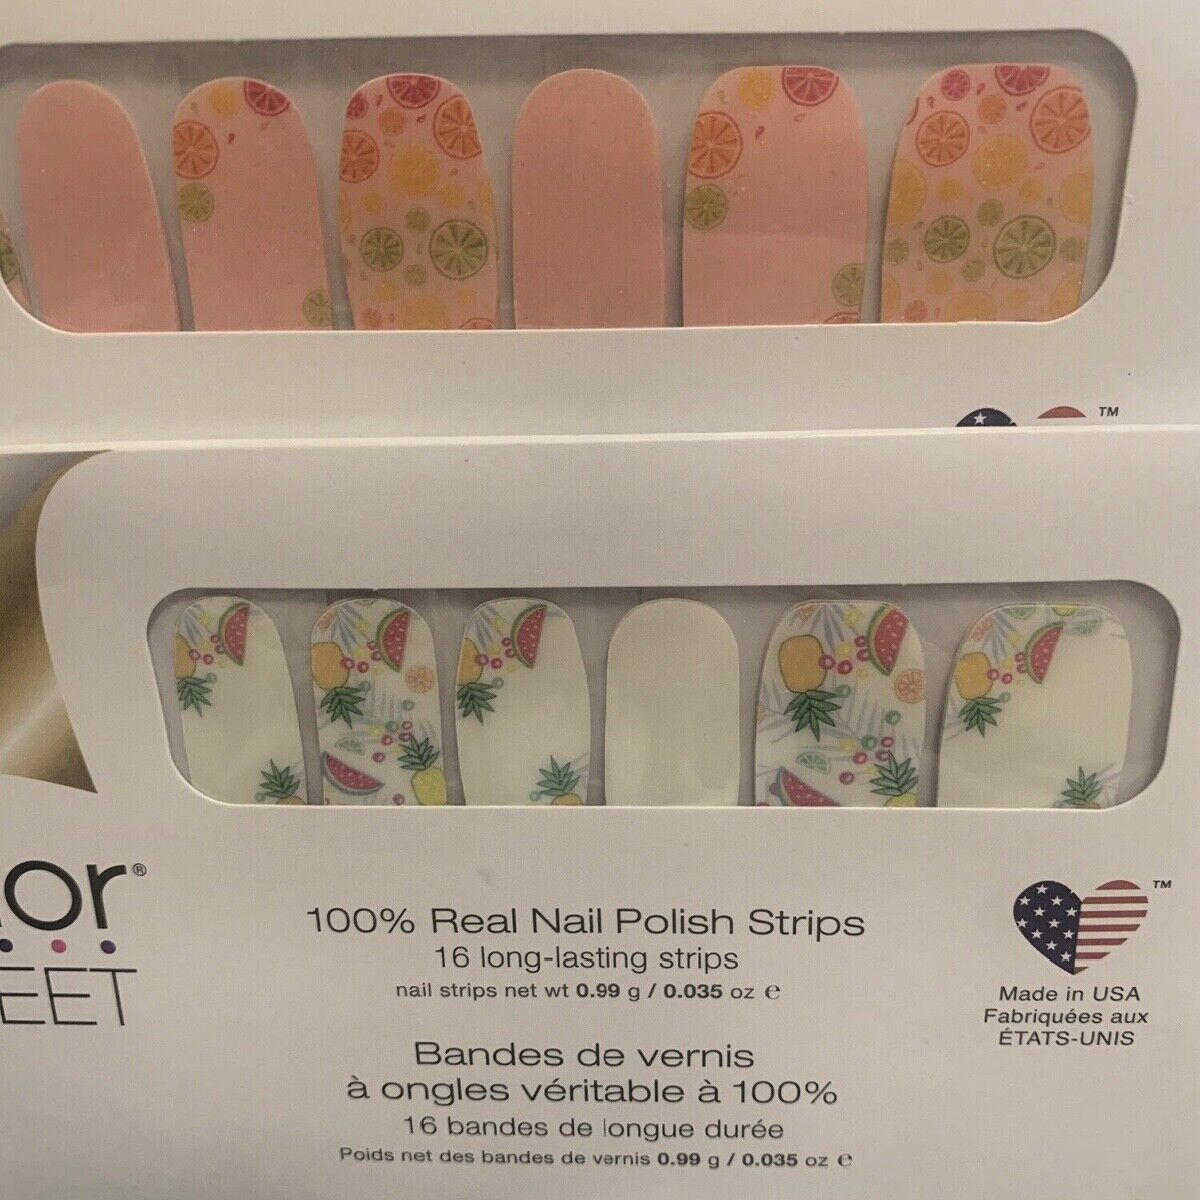 TM
or®
EET
100% Real Nail Polish Strips
16 long-lasting strips
nail strips net wt 0.99 g / 0.035 oz ℮
Bandes de vernis
à ongles véritable à 100%
16 bandes de longue durée
Poids net des bandes de vernis 0.99 g / 0.035 oz ℮
TM
Made in USA
Fabriquées aux
ÉTATS-UNIS